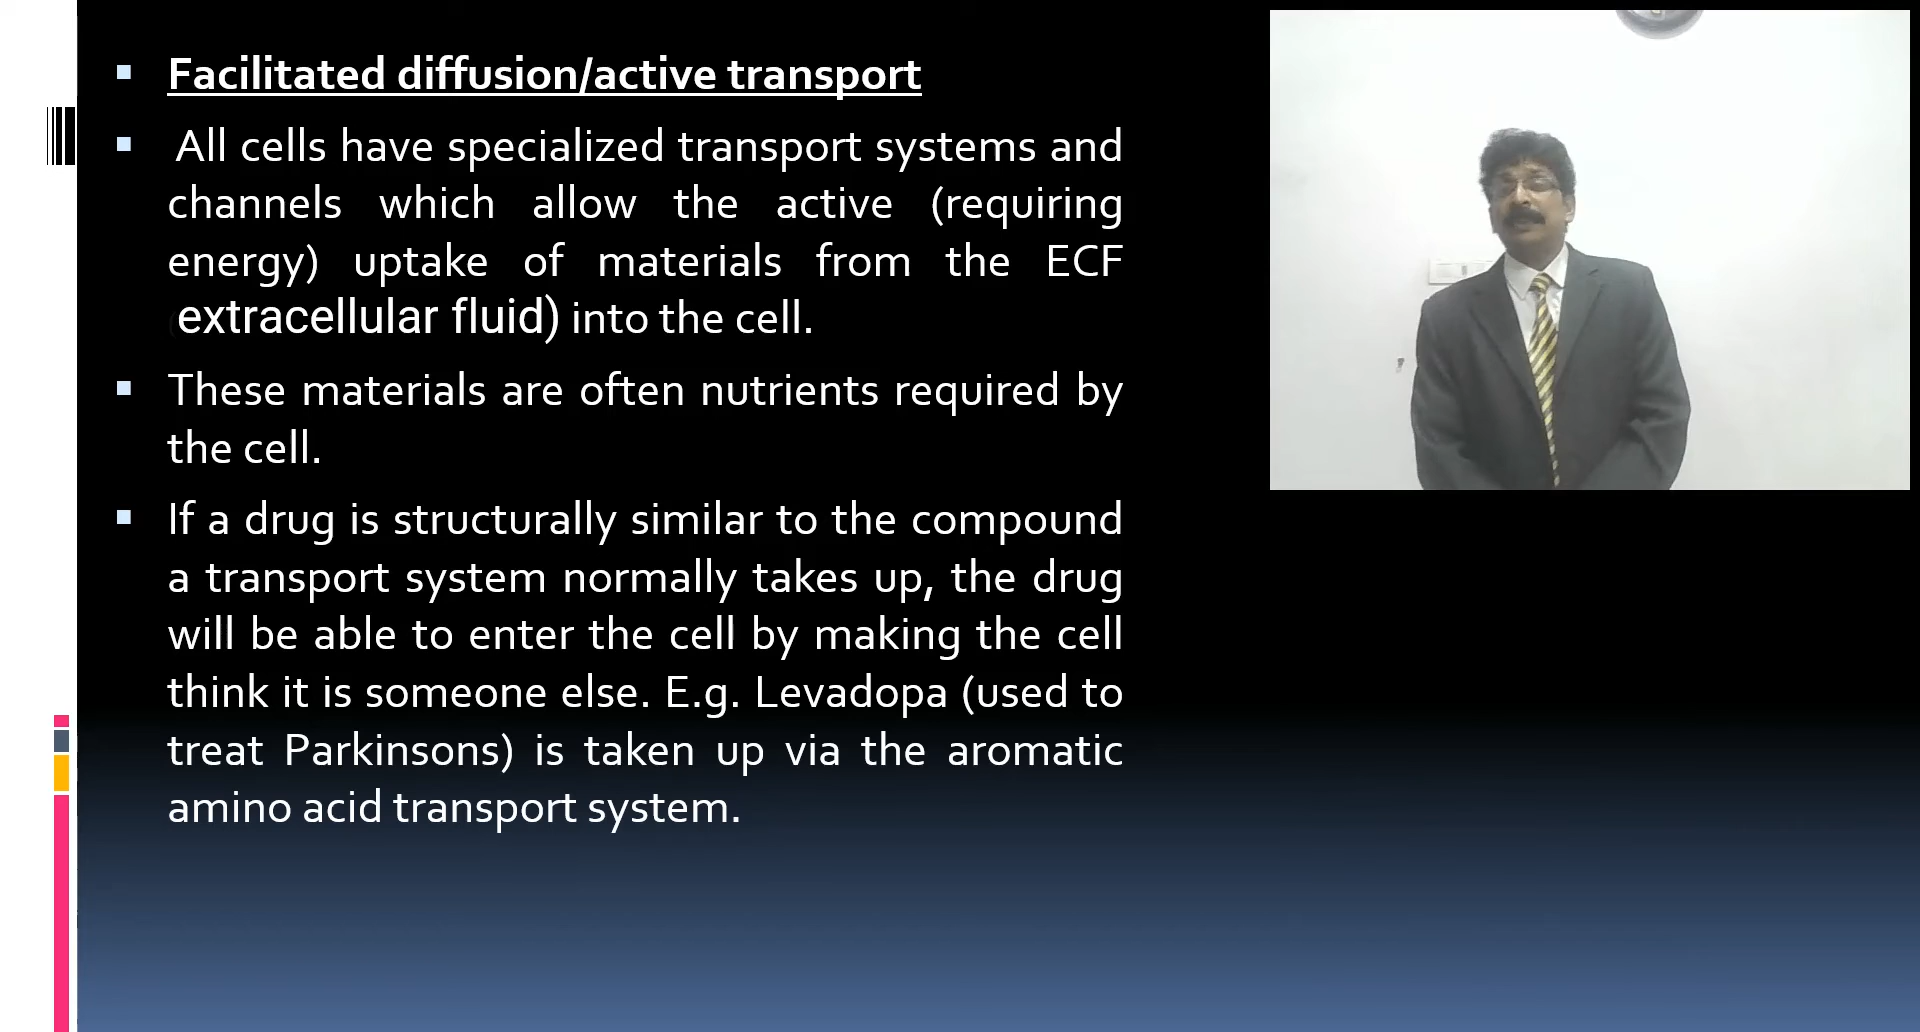 Facilitated diffusion/active transport
All cells have specialized transport systems and
channels which allow the active (requiring
energy) uptake of materials from the ECF
(extracellular fluid) into the cell.
These materials are often nutrients required by
the cell.
If a drug is structurally similar to the compound
a transport system normally takes up, the drug
will be able to enter the cell by making the cell
think it is someone else. E.g. Levadopa (used to
treat Parkinsons) is taken up via the aromatic
amino acid transport system.